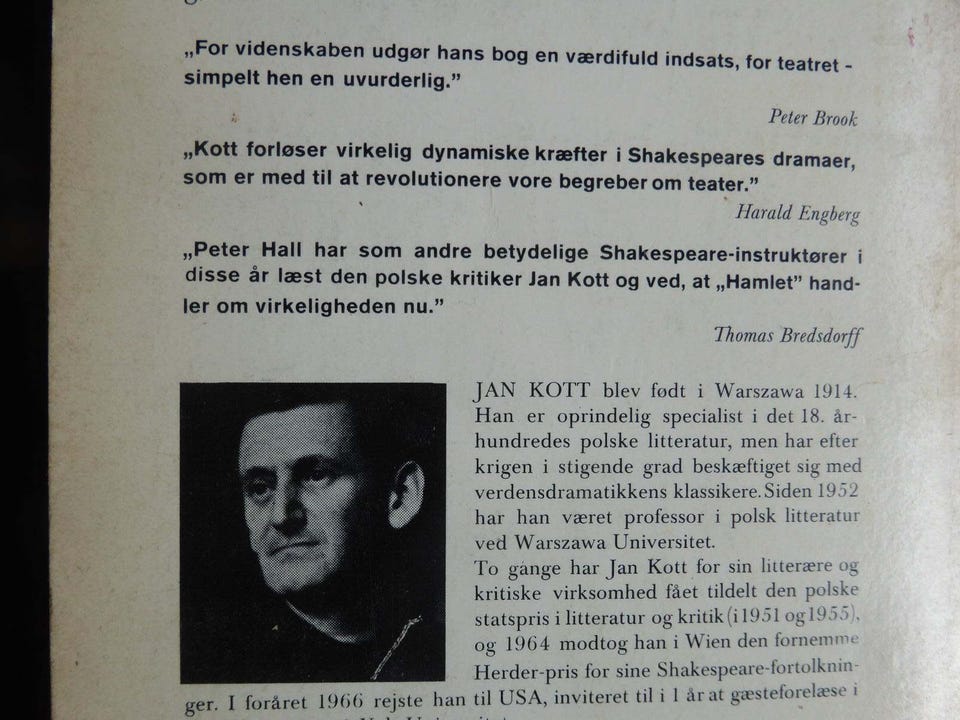 „For videnskaben udgør hans bog en værdifuld indsats, for teatret -
simpelt hen en uvurderlig.”
Peter Brook
„Kott forløser virkelig dynamiske kræfter i Shakespeares dramaer,
som er med til at revolutionere vore begreber om teater.”
Harald Engberg
„Peter Hall har som andre betydelige Shakespeare-instruktører i
disse år læst den polske kritiker Jan Kott og ved, at „Hamlet” hand-
ler om virkeligheden nu.”
Thomas Bredsdorff
JAN KOTT blev født i Warszawa 1914.
Han er oprindelig specialist i det 18. år-
hundredes polske litteratur, men har efter
krigen i stigende grad beskæftiget sig med
verdensdramatikkens klassikere. Siden 1952
har han været professor i polsk litteratur
ved Warszawa Universitet.
To gange har Jan Kott for sin litterære og
kritiske virksomhed fået tildelt den polske
statspris i litteratur og kritik (i 1951 og 1955),
og 1964 modtog han i Wien den fornemme
Herder-pris for sine Shakespeare-fortolknin-
ger. I foråret 1966 rejste han til USA, inviteret til i 1 år at gæsteforelæse i